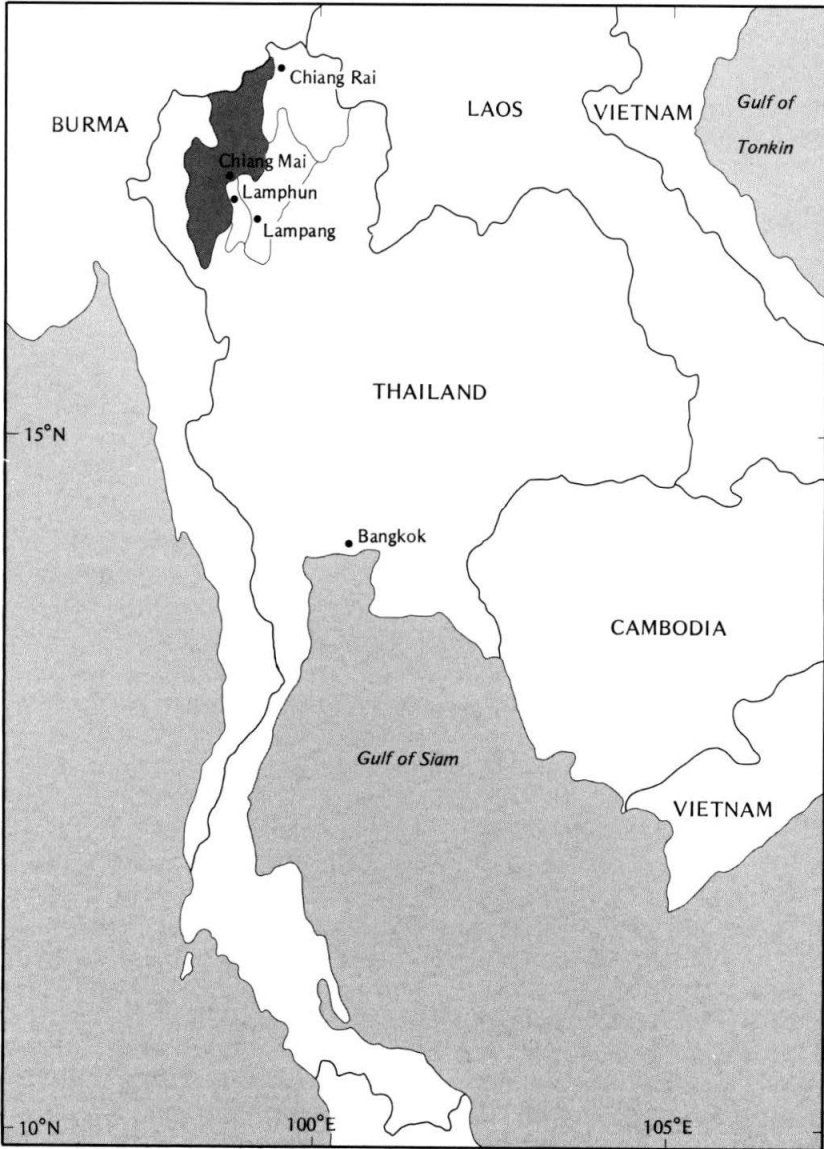 Chiang Rai
BURMA
LAOS
VIETNAM
Gulf of
Tonkin
Chiang Mai
Lamphun
Lampang
THAILAND
15°N
Bangkok
CAMBODIA
Gulf of Siam
VIETNAM
10°N
100°E
105°E